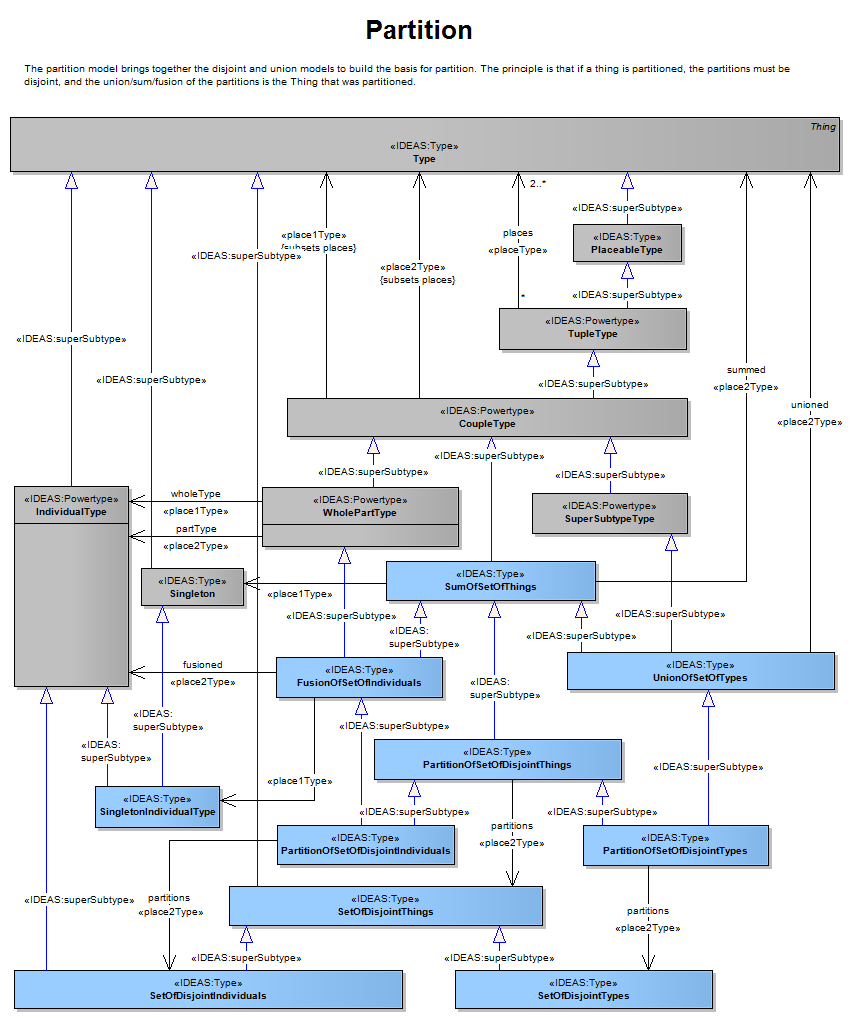 Partition
The partition model brings together the disjoint and union models to build the basis for partition. The principle is that if a thing is partitioned, the partitions must be
disjoint, and the union/sum/fusion of the partitions is the Thing that was partitioned.
Thing
«IDEAS:Type»
Type
2..*
«IDEAS:superSubtype»
«place1Type»
{subsets places}
places
«placeType»
«IDEAS:Type»
PlaceableType
«IDEAS:superSubtype»
«place2Type»
{subsets places}
«IDEAS:superSubtype»
*
«IDEAS:Powertype»
TupleType
«IDEAS:superSubtype»
«IDEAS:superSubtype»
«IDEAS:superSubtype»
summed
«place2Type»
unioned
«place2Type»
«IDEAS:Powertype»
CoupleType
«IDEAS:superSubtype»
«IDEAS:superSubtype»
«IDEAS:superSubtype»
«IDEAS:Powertype»
IndividualType
wholeType
«place1Type»
partType
«place2Type»
«IDEAS:Powertype»
WholePartType
«IDEAS:Powertype»
SuperSubtypeType
«IDEAS:Type»
Singleton
«place1Type»
«IDEAS:Type»
SumOfSetOfThings
«IDEAS:superSubtype»
«IDEAS:
superSubtype»
«IDEAS:superSubtype»
«IDEAS:superSubtype»
fusioned
«place2Type»
«IDEAS:Type»
FusionOfSetOfIndividuals
«IDEAS:Type»
UnionOfSetOfTypes
«IDEAS:
superSubtype»
«IDEAS:
superSubtype»
«IDEAS:superSubtype»
«IDEAS:
superSubtype»
«IDEAS:Type»
PartitionOfSetOfDisjointThings
«IDEAS:superSubtype»
«place1Type»
«IDEAS:Type»
SingletonIndividualType
«IDEAS:superSubtype»
«IDEAS:superSubtype»
partitions
«place2Type»
«IDEAS:Type»
PartitionOfSetOfDisjointIndividuals
«IDEAS:Type»
PartitionOfSetOfDisjointTypes
«IDEAS:superSubtype»
partitions
«place2Type»
«IDEAS:Type»
SetOfDisjointThings
partitions
«place2Type»
«IDEAS:superSubtype»
«IDEAS:superSubtype»
«IDEAS:Type»
SetOfDisjointIndividuals
«IDEAS:Type»
SetOfDisjointTypes